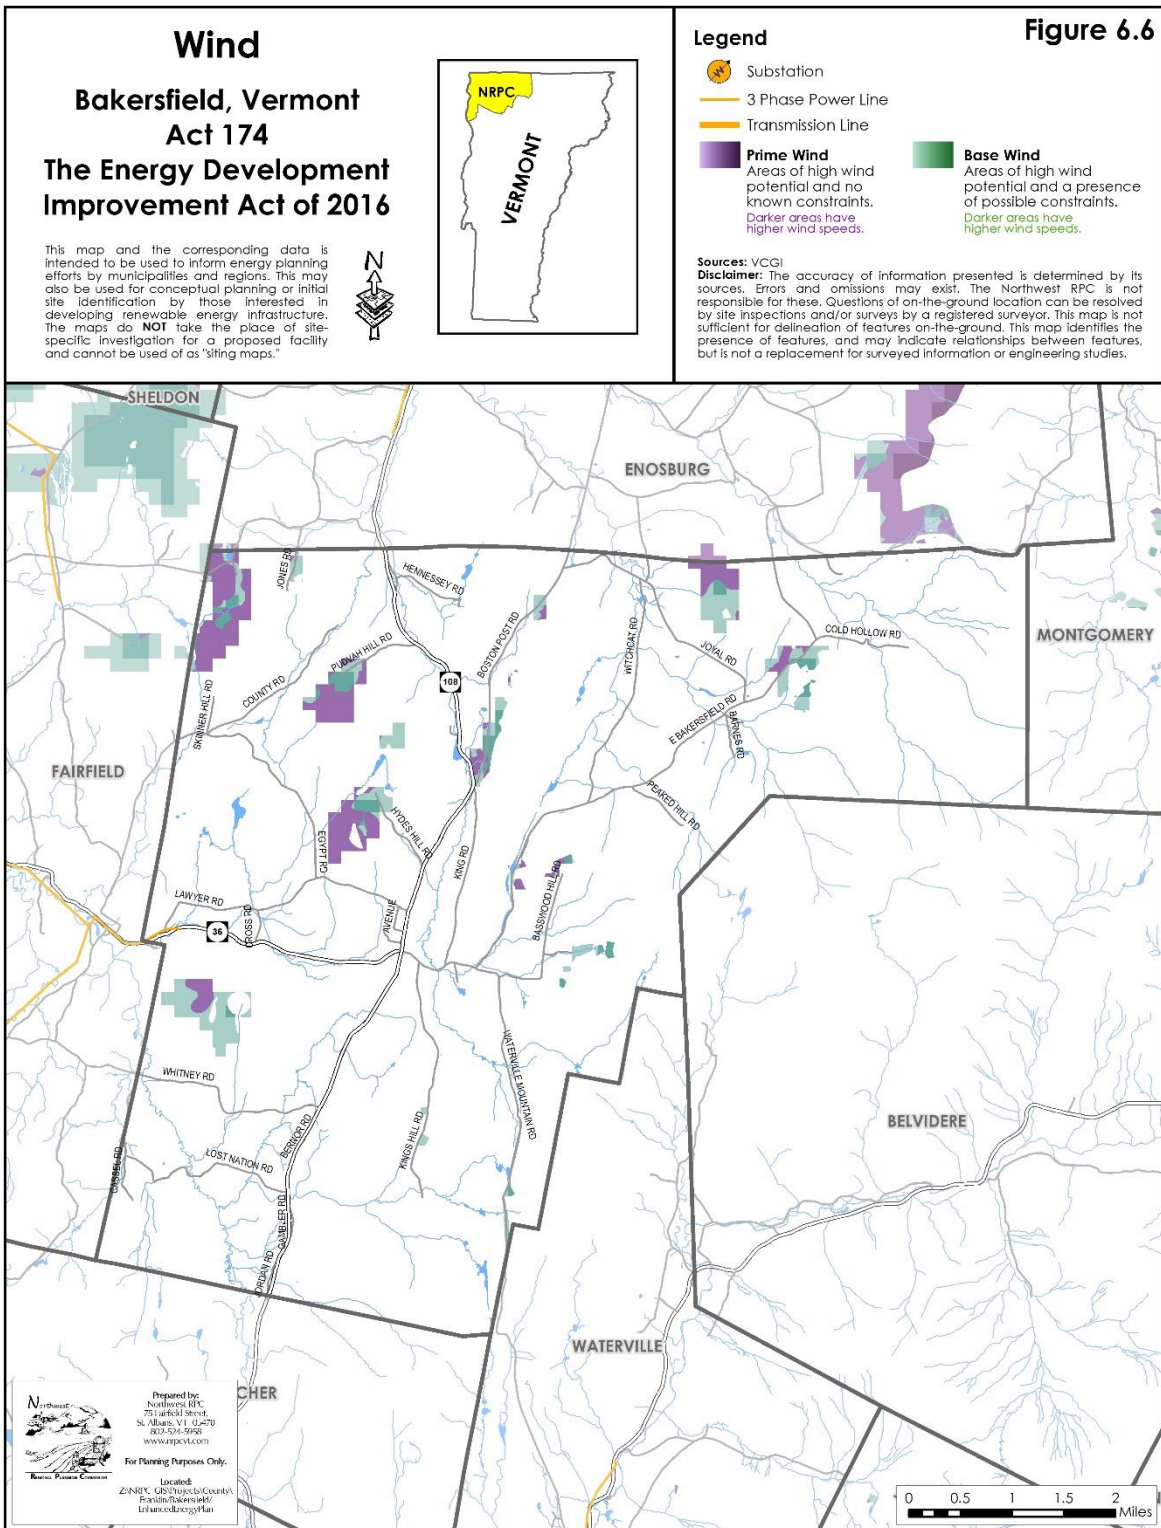 Wind
Bakersfield, Vermont
Act 174
The Energy Development
Improvement Act of 2016
This map and the corresponding data is
intended to be used to inform energy planning
efforts by municipalities and regions. This may
also be used for conceptual planning or initial
site identification by those interested in
developing renewable energy infrastructure.
The maps do NOT take the place of site-
specific investigation for a proposed facility
and cannot be used of as "siting maps."
N
NRPC
VERMONT
Figure 6.6
Legend
Substation
3 Phase Power Line
Transmission Line
Prime Wind
Areas of high wind
potential and no
known constraints.
Darker areas have
higher wind speeds.
Base Wind
Areas of high wind
potential and a presence
of possible constraints.
Darker areas have
higher wind speeds.
Sources: VCGI
Disclaimer: The accuracy of information presented is determined by its
sources. Errors and omissions may exist. The Northwest RPC is not
responsible for these. Questions of on-the-ground location can be resolved
by site inspections and/or surveys by a registered surveyor. This map is not
sufficient for delineation of features on-the-ground. This map identifies the
presence of features, and may indicate relationships between features,
but is not a replacement for surveyed information or engineering studies.
SHELDON
ENOSBURG
JONES RD
HENNESSEY RD
BOSTON POST RD
WITCHCAT RD
JOYAL RD
COLD HOLLOW RD
MONTGOMERY
PUDVAH HILL RD
COUNTY RD
SKINNER HILL RD
108
E BAKERSFIELD RD
BARNES RD
FAIRFIELD
PEAKED HILL RD
HYDES HILL RD
EGYPT RD
KING RD
BASSWOOD HILL RD
LAWYER RD
CROSS RD
AVENUE
36
WATERVILLE MOUNTAIN RD
WHITNEY RD
BERNOR RD
KINGS HILL RD
BELVIDERE
LOST NATION RD
CASSEL RD
GAMBLER RD
JORDAN RD
WATERVILLE
CHER
Northwest
REGIONAL PLANNING COMMISSION
Prepared by:
Northwest RPC
75 Fairfield Street,
St. Albans, VT 05478
802-524-5958
www.nrpcvt.com
For Planning Purposes Only.
Located:
Z:\NRPC_GIS\Projects\County\
Franklin/Bakersfield/
EnhancedEnergyPlan
0 0.5 1 1.5 2
Miles